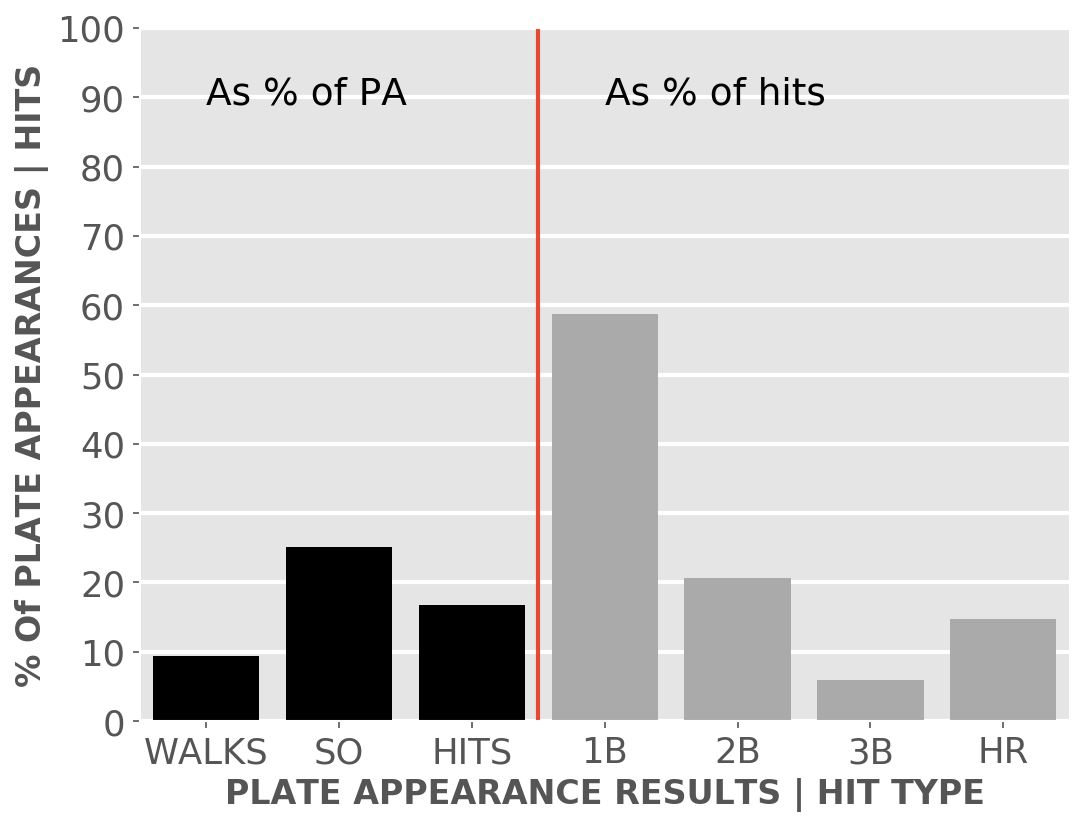 100
90
80
70
60
50
40
30
20
10
0
% Of PLATE APPEARANCES | HITS
As % of PA
As % of hits
WALKS SO HITS 1B 2B 3B HR
PLATE APPEARANCE RESULTS | HIT TYPE